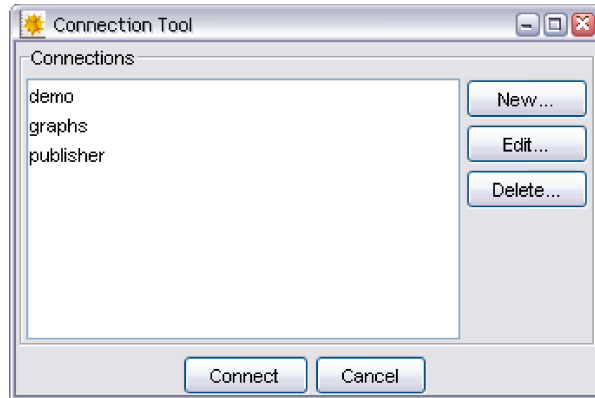 Connection Tool
Connections
demo
graphs
publisher
New...
Edit...
Delete...
Connect
Cancel